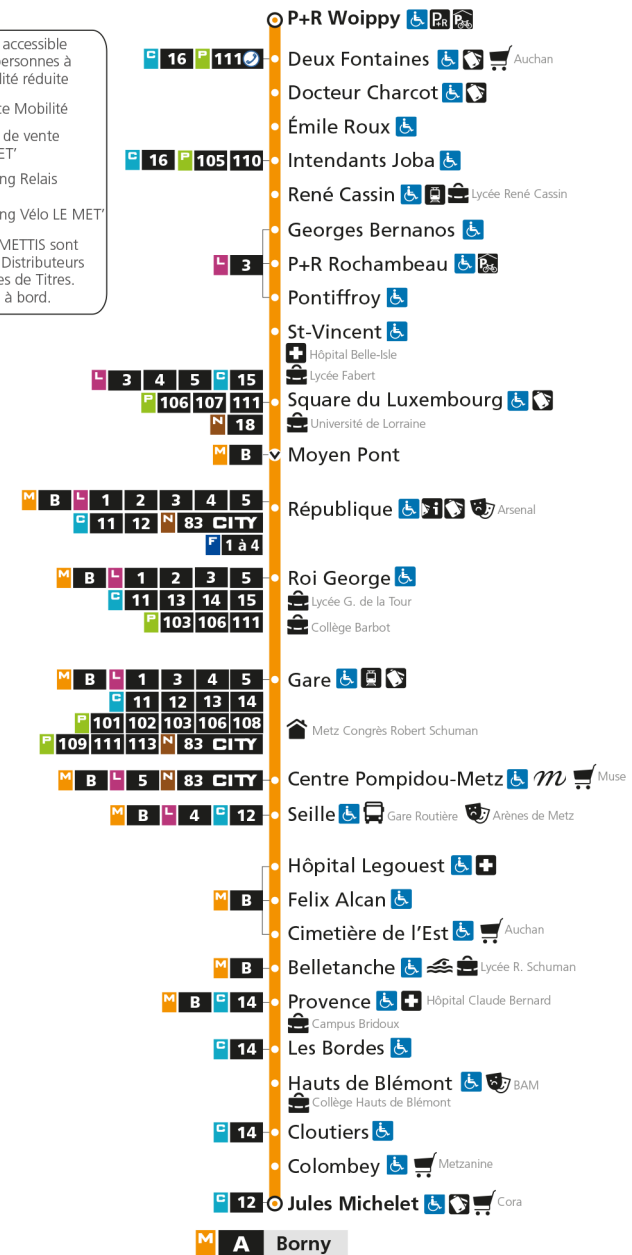 P+R Woippy P+R P
accessible
personnes à
lité réduite
e Mobilité
de vente
ET'
ng Relais
ng Vélo LE MET'
METTIS sont
Distributeurs
es de Titres.
à bord.
C 16 P 111 Deux Fontaines Auchan
Docteur Charcot
Émile Roux
C 16 P 105 110 Intendants Joba
René Cassin Lycée René Cassin
Georges Bernanos
L 3 P+R Rochambeau P
Pontiffroy
St-Vincent
Hôpital Belle-Isle
Lycée Fabert
L 3 4 5 C 15
P 106 107 111 Square du Luxembourg
N 18 Université de Lorraine
M B Moyen Pont
M B L 1 2 3 4 5
République i Arsenal
C 11 12 N 83 CITY
F 1 à 4
M B L 1 2 3 5 Roi George
C 11 13 14 15 Lycée G. de la Tour
P 103 106 111 Collège Barbot
M B L 1 3 4 5 Gare
C 11 12 13 14
P 101 102 103 106 108
Metz Congrès Robert Schuman
P 109 111 113 N 83 CITY
M B L 5 N 83 CITY Centre Pompidou-Metz m Muse
M B L 4 C 12 Seille Gare Routière Arènes de Metz
Hôpital Legouest
M B Felix Alcan
Cimetière de l'Est Auchan
M B Belletanche Lycée R. Schuman
M B C 14 Provence Hôpital Claude Bernard
Campus Bridoux
C 14 Les Bordes
Hauts de Blémont BAM
Collège Hauts de Blémont
C 14 Cloutiers
Colombey Metzanine
C 12 Jules Michelet Cora
M A Borny